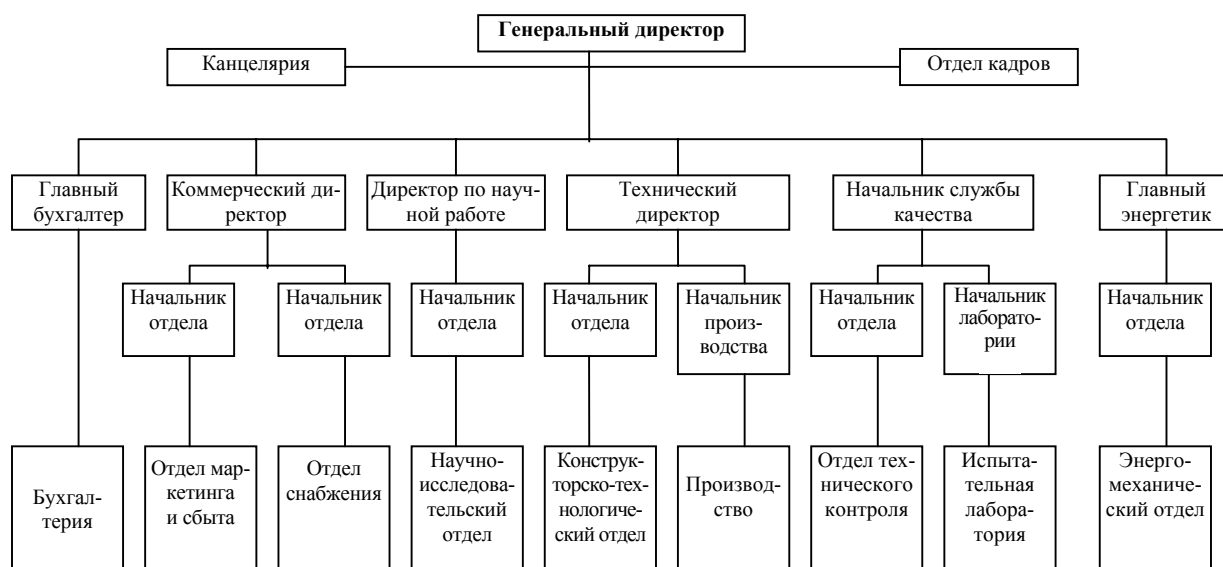 Генеральный директор
Канцелярия
Отдел кадров
Главный
бухгалтер
Коммерческий ди-
ректор
Директор по науч-
ной работе
Технический
директор
Начальник службы
качества
Главный
энергетик
Начальник
отдела
Начальник
отдела
Начальник
отдела
Начальник
отдела
Начальник
произ-
водства
Начальник
отдела
Начальник
лаборато-
рии
Начальник
отдела
Бухгал-
терия
Отдел мар-
кетинга
и сбыта
Отдел
снабжения
Научно-
исследова-
тельский
отдел
Конструк-
торско-тех-
нологиче-
ский отдел
Производ-
ство
Отдел тех-
нического
контроля
Испыта-
тельная
лабора-
тория
Энерго-
механиче-
ский отдел